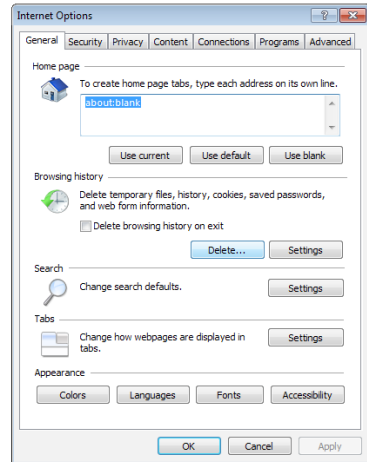 Internet Options
General Security Privacy Content Connections Programs Advanced
Home page
To create home page tabs, type each address on its own line.
about:blank
Use current Use default Use blank
Browsing history
Delete temporary files, history, cookies, saved passwords,
and web form information.
Delete browsing history on exit
Delete... Settings
Search
Change search defaults. Settings
Tabs
Change how webpages are displayed in
tabs. Settings
Appearance
Colors Languages Fonts Accessibility
OK Cancel Apply